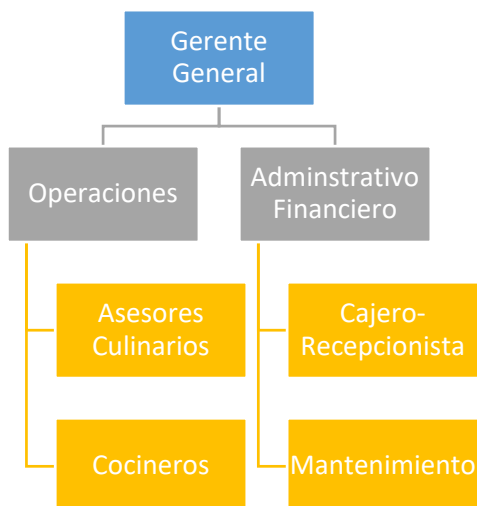 Gerente
General
Operaciones
Adminstrativo
Financiero
Asesores
Culinarios
Cajero-
Recepcionista
Cocineros
Mantenimiento